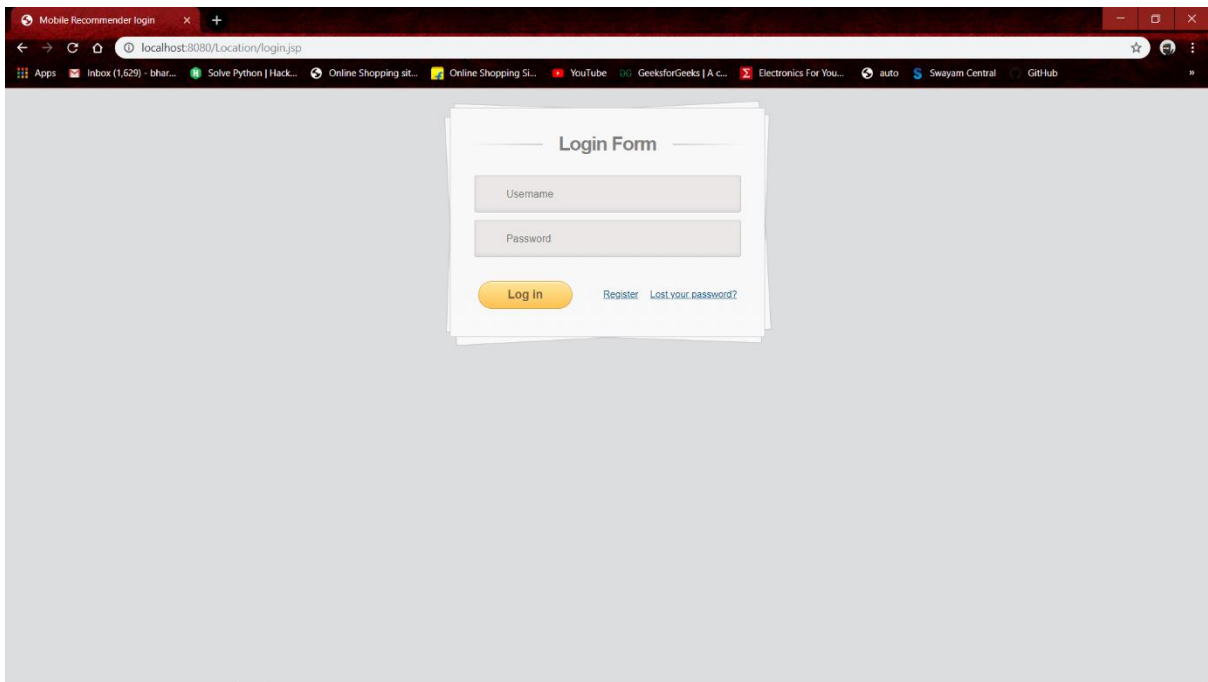 Mobile Recommender login
localhost:8080/Location/login.jsp
Apps Inbox (1,629) - bhar... Solve Python | Hack... Online Shopping sit... Online Shopping Si... YouTube GeeksforGeeks | A c... Electronics For You... auto Swayam Central GitHub »
Login Form
Username
Password
Log in Register Lost your password?